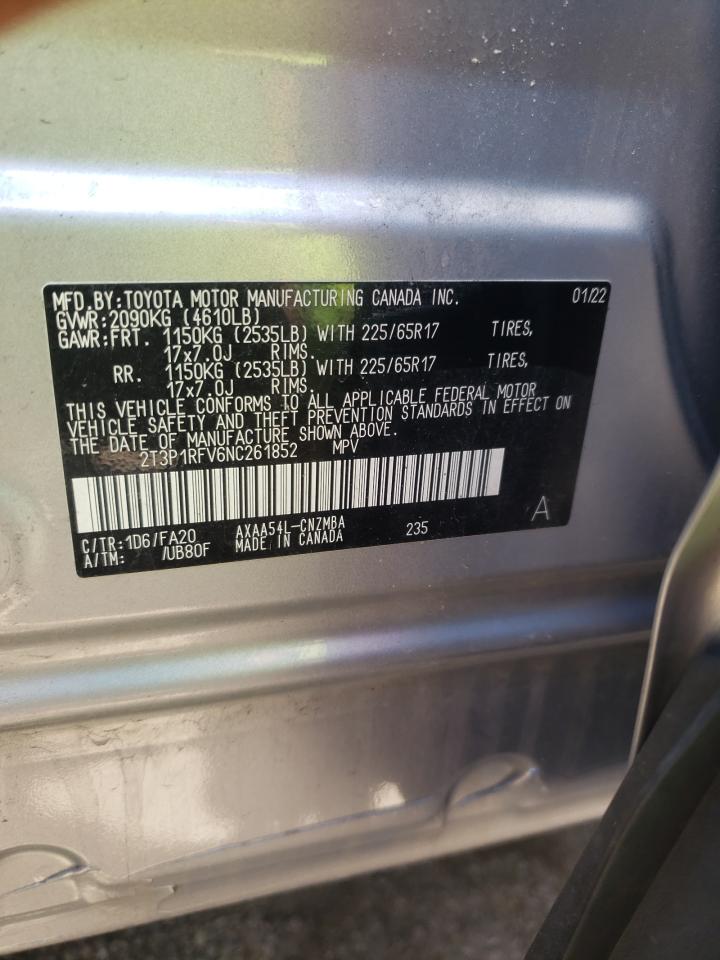 MFD.BY:TOYOTA MOTOR MANUFACTURING CANADA INC. 01/22
GVWR:2090KG (4610LB)
GAWR:FRT. 1150KG (2535LB) WITH 225/65R17 TIRES,
17x7.0J RIMS.
RR. 1150KG (2535LB) WITH 225/65R17 TIRES,
17x7.0J RIMS.
THIS VEHICLE CONFORMS TO ALL APPLICABLE FEDERAL MOTOR
VEHICLE SAFETY AND THEFT PREVENTION STANDARDS IN EFFECT ON
THE DATE OF MANUFACTURE SHOWN ABOVE.
2T3P1RFV6NC261852 MPV
A
C/TR:1D6/FA20 AXAA54L-CNZMBA 235
A/TM: /UB80F MADE IN CANADA